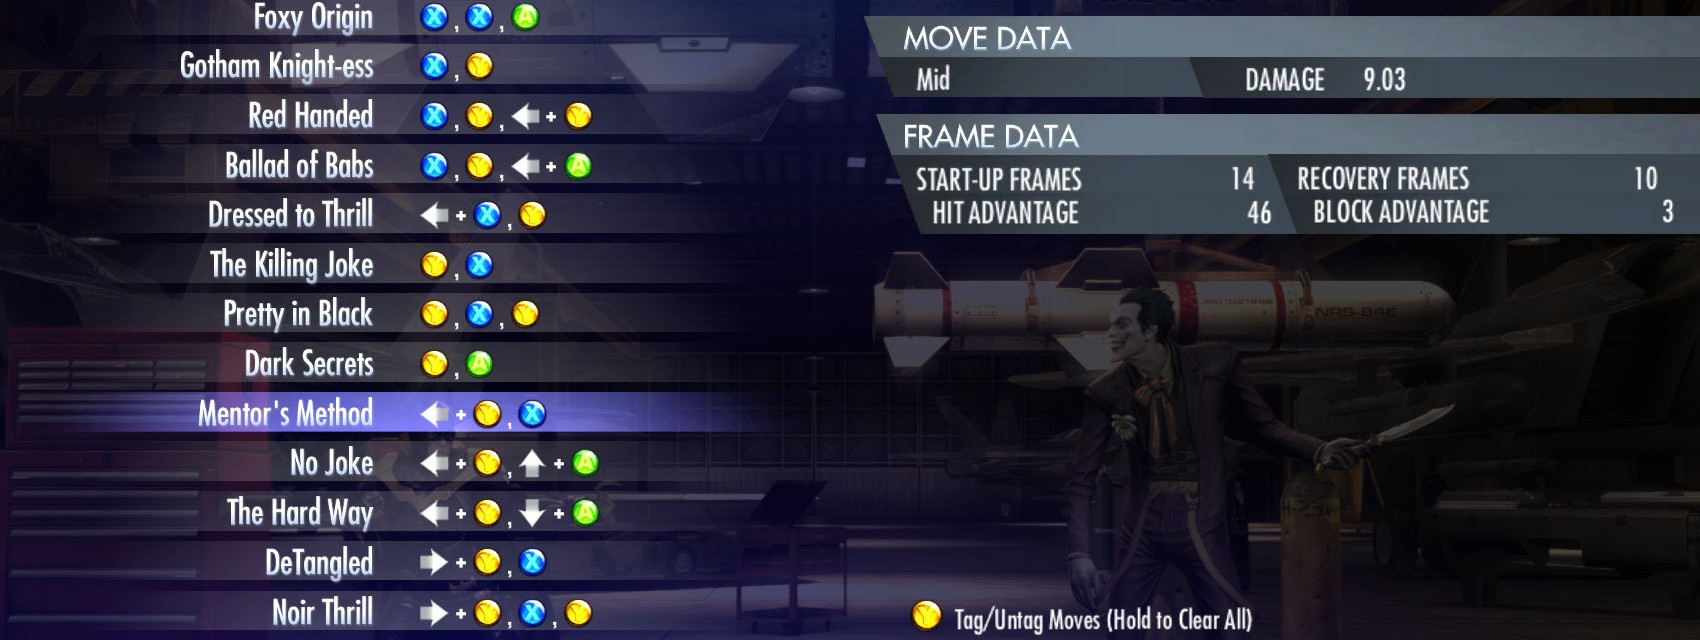 Foxy Origin X , X , A
Gotham Knight-ess X , Y
Red Handed X , Y , + Y
Ballad of Babs X , Y , + A
Dressed to Thrill + X , Y
The Killing Joke Y , X
Pretty in Black Y , X , Y
Dark Secrets Y , A
Mentor's Method + Y , X
No Joke + Y , + A
The Hard Way + Y , + A
DeTangled + Y , X
Noir Thrill + Y , X , Y
MOVE DATA
Mid DAMAGE 9.03
FRAME DATA
START-UP FRAMES 14 RECOVERY FRAMES 10
HIT ADVANTAGE 46 BLOCK ADVANTAGE 3
NRS-84E
Y Tag/Untag Moves (Hold to Clear All)